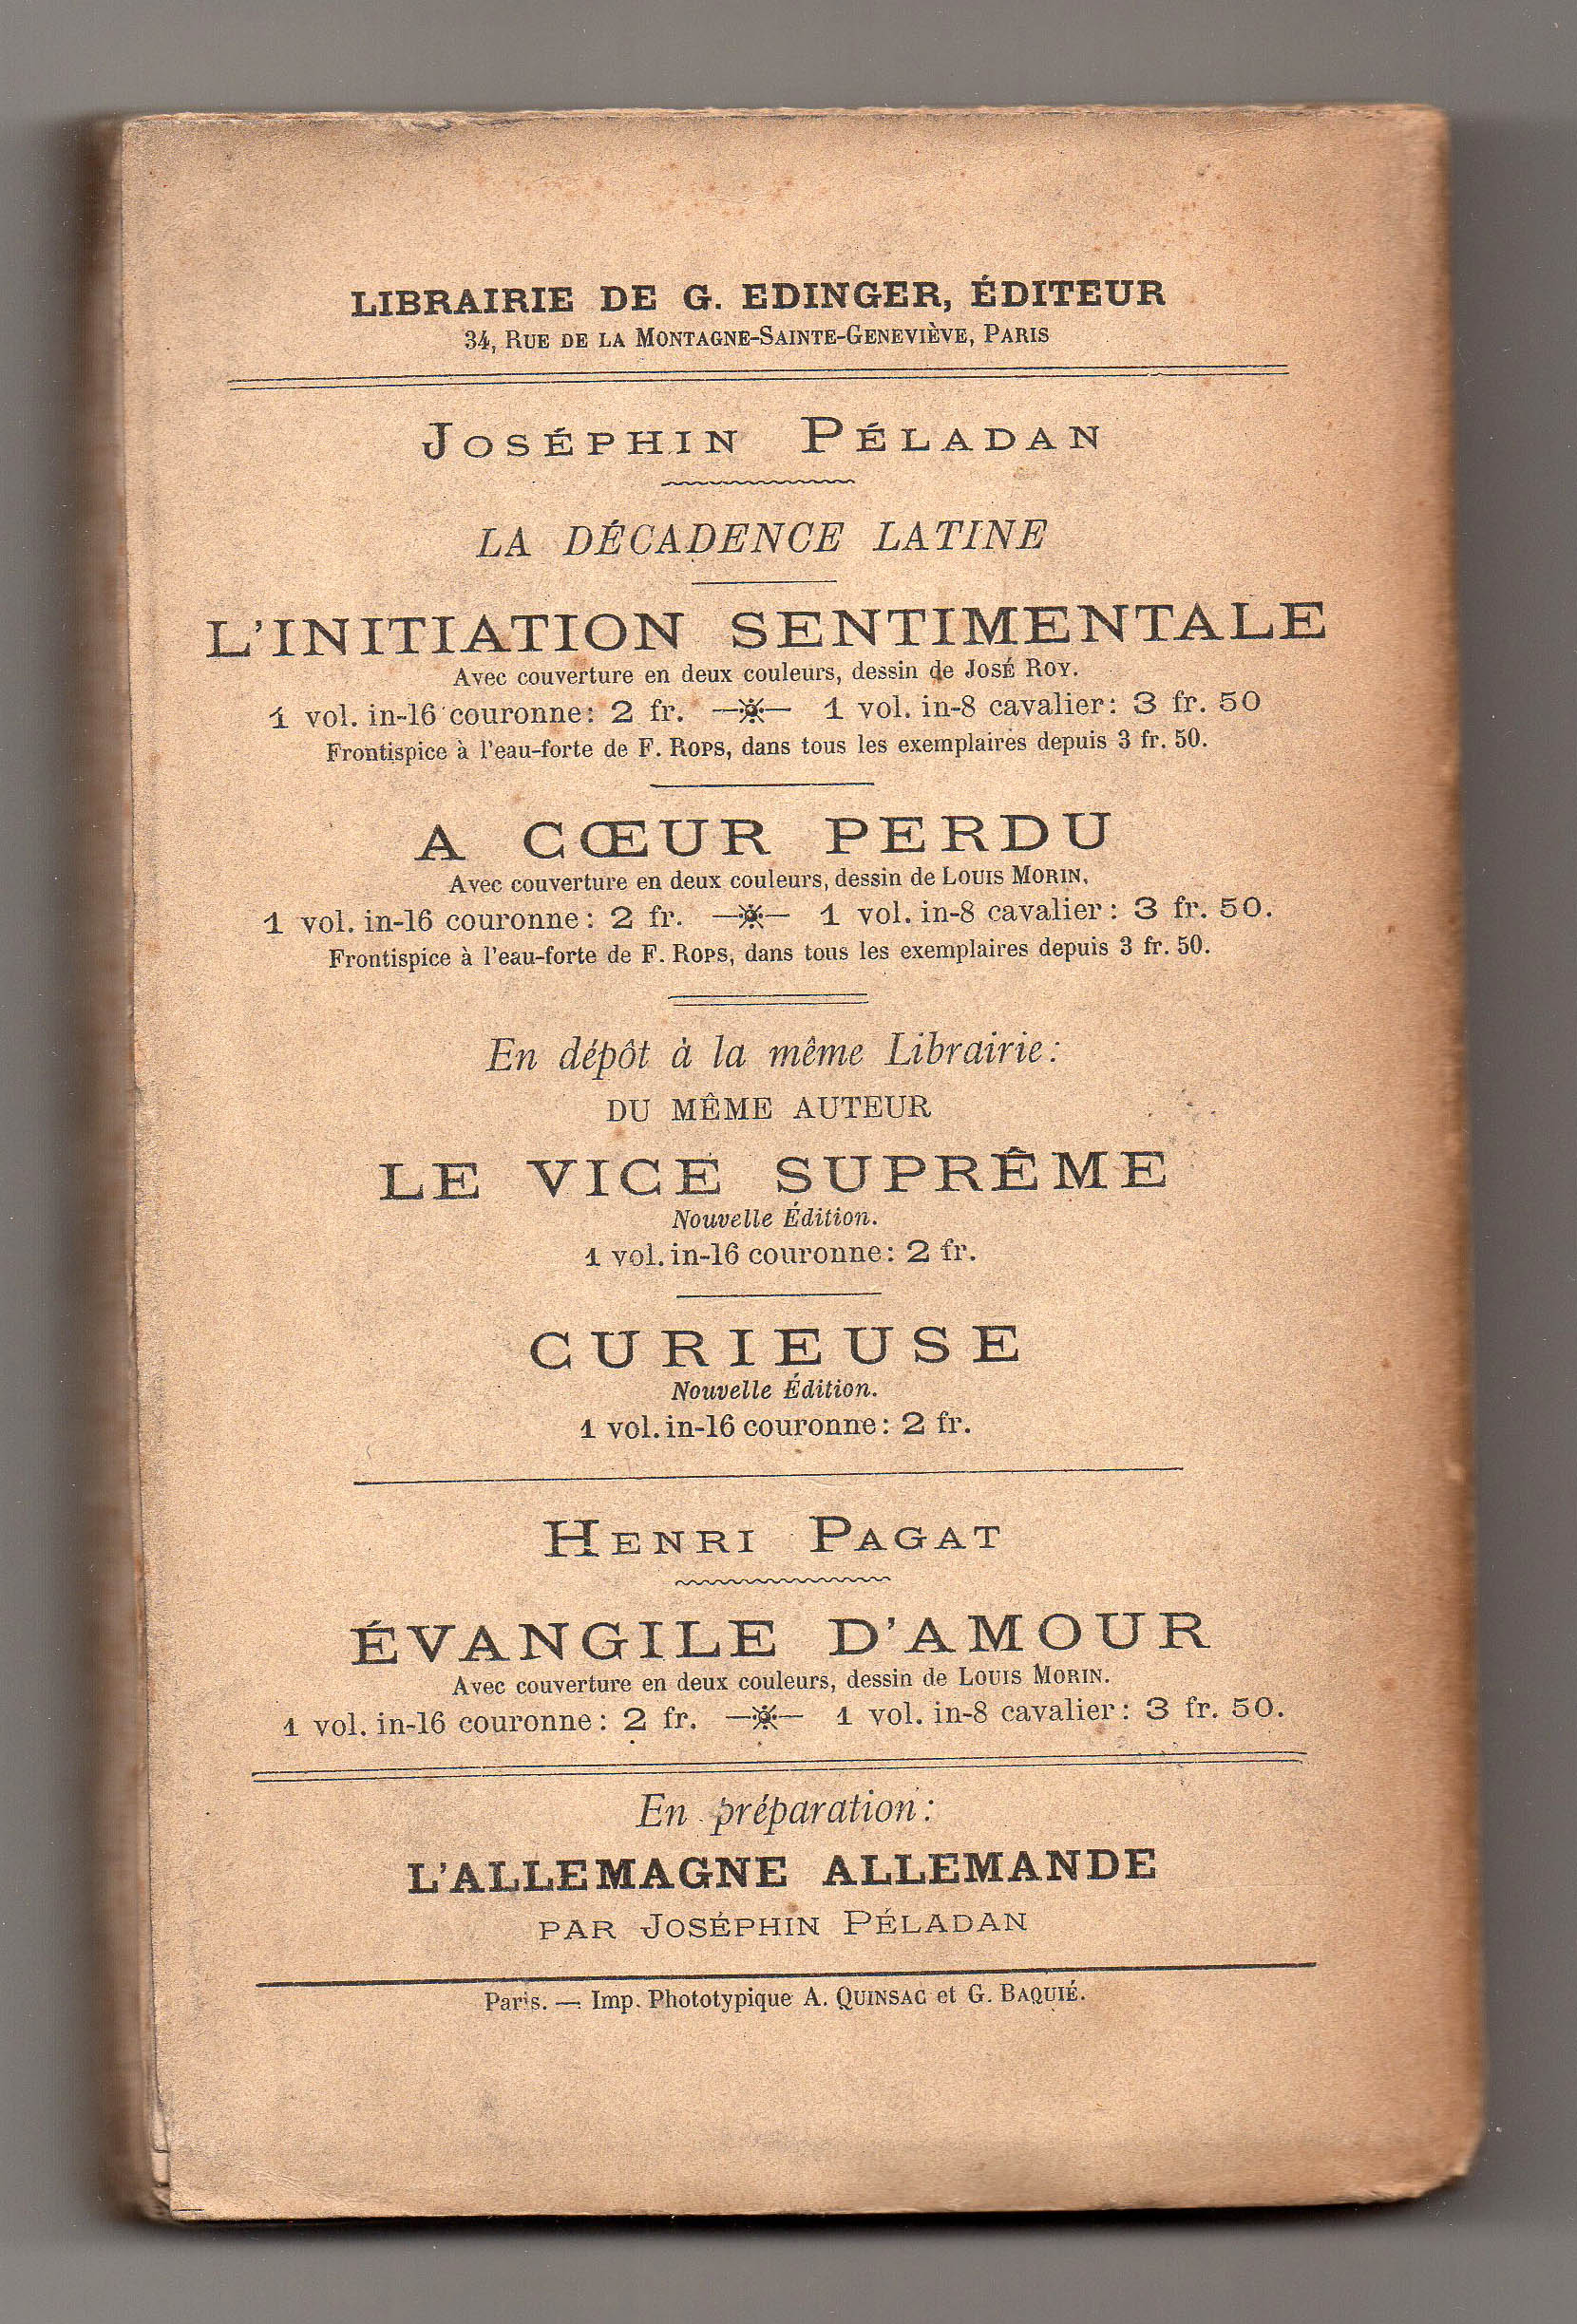 LIBRAIRIE DE G. EDINGER, ÉDITEUR
34, RUE DE LA MONTAGNE-SAINTE-GENEVIÈVE, PARIS
JOSÉPHIN PÉLADAN
LA DÉCADENCE LATINE
L'INITIATION SENTIMENTALE
Avec couverture en deux couleurs, dessin de JOSÉ ROY.
1 vol. in-16 couronne: 2 fr. 1 vol. in-8 cavalier: 3 fr. 50
Frontispice à l'eau-forte de F. ROPS, dans tous les exemplaires depuis 3 fr. 50.
A CŒUR PERDU
Avec couverture en deux couleurs, dessin de LOUIS MORIN.
1 vol. in-16 couronne: 2 fr. 1 vol. in-8 cavalier: 3 fr. 50.
Frontispice à l'eau-forte de F. ROPS, dans tous les exemplaires depuis 3 fr. 50.
En dépôt à la même Librairie:
DU MÊME AUTEUR
LE VICE SUPRÊME
Nouvelle Édition.
1 vol. in-16 couronne: 2 fr.
CURIEUSE
Nouvelle Édition.
1 vol. in-16 couronne: 2 fr.
HENRI PAGAT
ÉVANGILE D'AMOUR
Avec couverture en deux couleurs, dessin de LOUIS MORIN.
1 vol. in-16 couronne: 2 fr. 1 vol. in-8 cavalier: 3 fr. 50.
En préparation:
L'ALLEMAGNE ALLEMANDE
PAR JOSÉPHIN PÉLADAN
Paris. — Imp. Phototypique A. QUINSAC et G. BAQUIÉ.